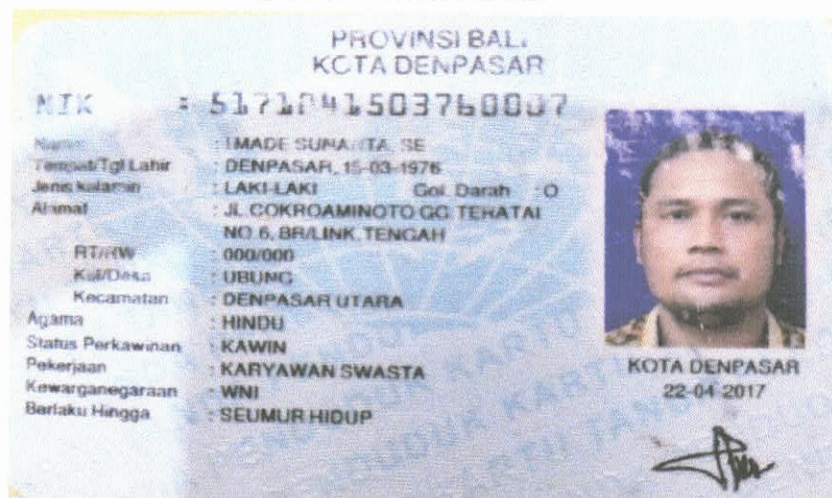 PROVINSI BALI
KOTA DENPASAR
NIK : 5171041503760007
Nama : I MADE SE
Tempat/Tgl Lahir : DENPASAR, 15-03-1976
Jenis kelamin : LAKI-LAKI Gol. Darah : O
Alamat : JL.COKROAMINOTO GG TERATAI
NO 6, BR/LINK.TENGAH
RT/RW : 000/000
Kel/Desa : UBUNG
Kecamatan : DENPASAR UTARA
Agama : HINDU
Status Perkawinan : KAWIN
Pekerjaan : KARYAWAN SWASTA
Kewarganegaraan : WNI
Berlaku Hingga : SEUMUR HIDUP
KOTA DENPASAR
22-04-2017